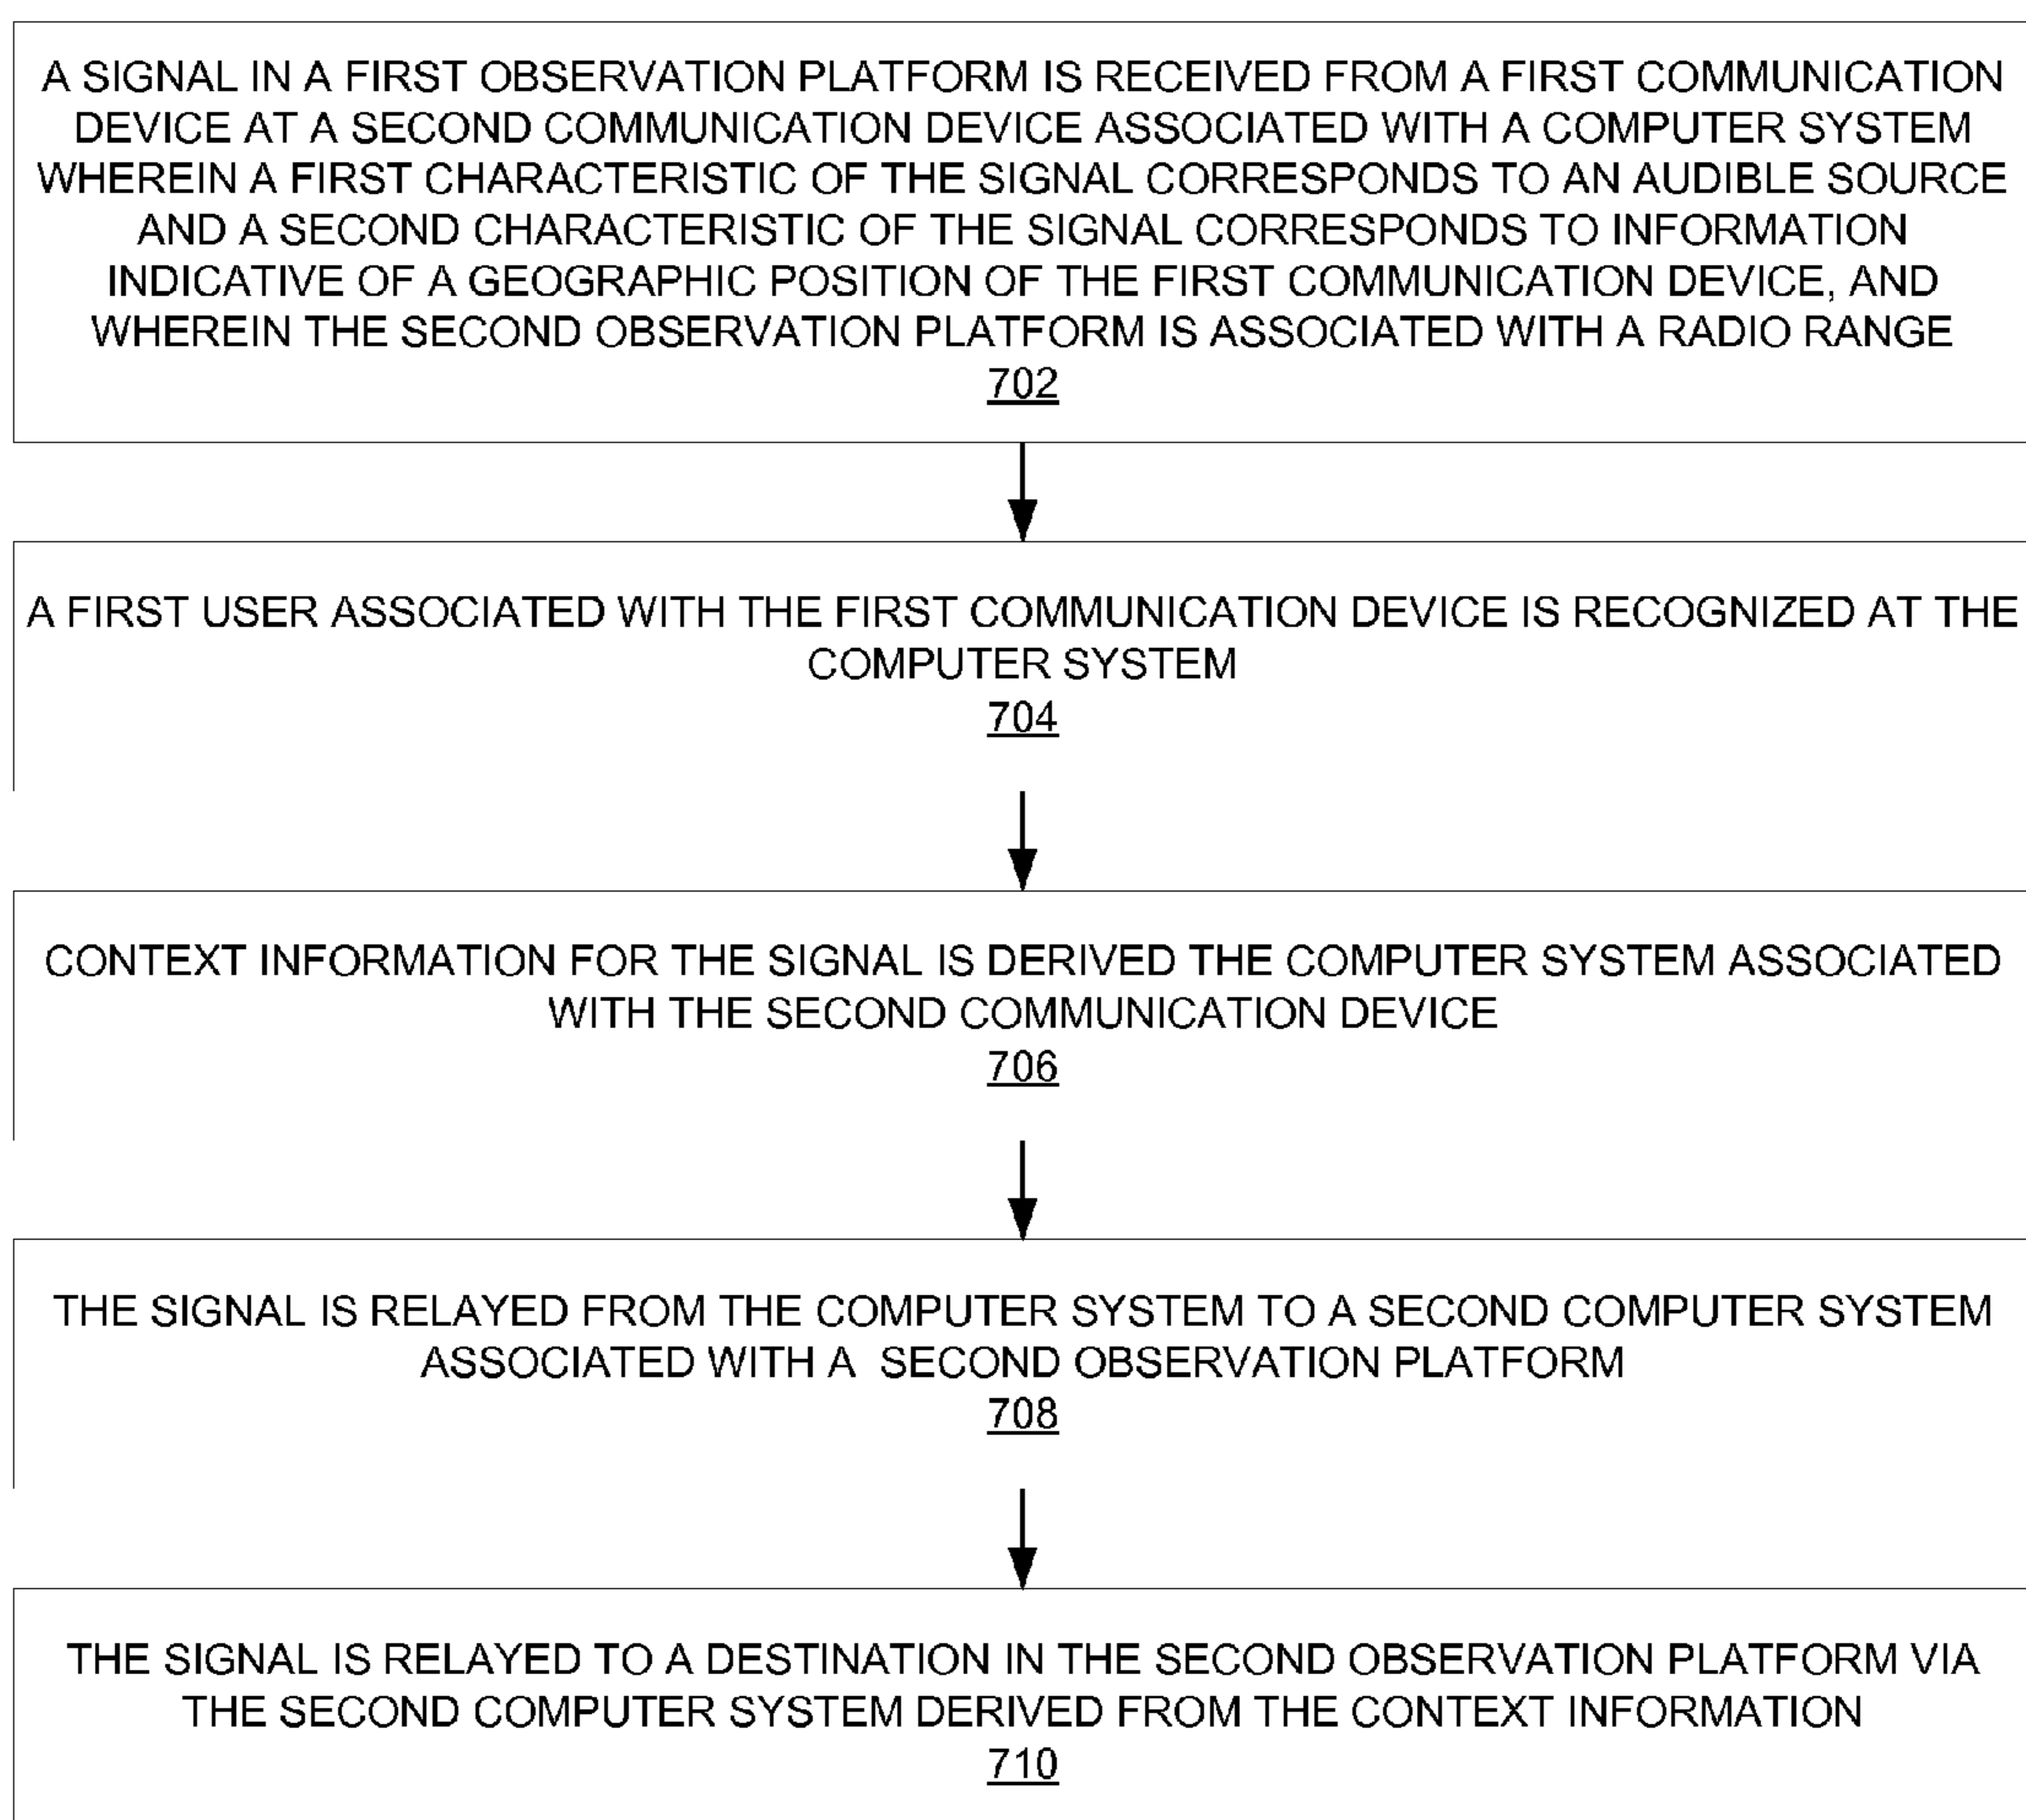 A SIGNAL IN A FIRST OBSERVATION PLATFORM IS RECEIVED FROM A FIRST COMMUNICATION
DEVICE AT A SECOND COMMUNICATION DEVICE ASSOCIATED WITH A COMPUTER SYSTEM
WHEREIN A FIRST CHARACTERISTIC OF THE SIGNAL CORRESPONDS TO AN AUDIBLE SOURCE
AND A SECOND CHARACTERISTIC OF THE SIGNAL CORRESPONDS TO INFORMATION
INDICATIVE OF A GEOGRAPHIC POSITION OF THE FIRST COMMUNICATION DEVICE, AND
WHEREIN THE SECOND OBSERVATION PLATFORM IS ASSOCIATED WITH A RADIO RANGE
702
A FIRST USER ASSOCIATED WITH THE FIRST COMMUNICATION DEVICE IS RECOGNIZED AT THE
COMPUTER SYSTEM
704
CONTEXT INFORMATION FOR THE SIGNAL IS DERIVED THE COMPUTER SYSTEM ASSOCIATED
WITH THE SECOND COMMUNICATION DEVICE
706
THE SIGNAL IS RELAYED FROM THE COMPUTER SYSTEM TO A SECOND COMPUTER SYSTEM
ASSOCIATED WITH A SECOND OBSERVATION PLATFORM
708
THE SIGNAL IS RELAYED TO A DESTINATION IN THE SECOND OBSERVATION PLATFORM VIA
THE SECOND COMPUTER SYSTEM DERIVED FROM THE CONTEXT INFORMATION
710